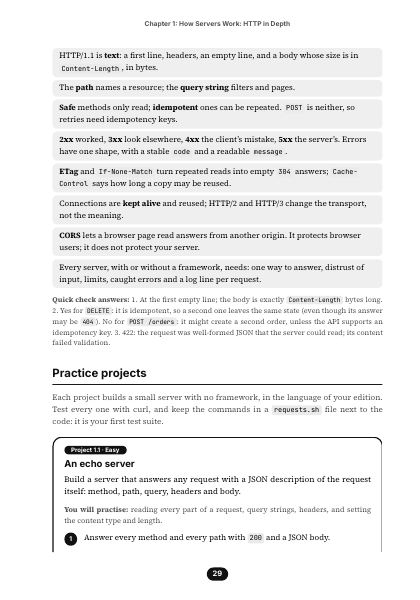 Chapter 1: How Servers Work: HTTP in Depth
HTTP/1.1 is text: a first line, headers, an empty line, and a body whose size is in
Content-Length, in bytes.
The path names a resource; the query string filters and pages.
Safe methods only read; idempotent ones can be repeated. POST is neither, so
retries need idempotency keys.
2xx worked, 3xx look elsewhere, 4xx the client's mistake, 5xx the server's. Errors
have one shape, with a stable code and a readable message.
ETag and If-None-Match turn repeated reads into empty 304 answers; Cache-
Control says how long a copy may be reused.
Connections are kept alive and reused; HTTP/2 and HTTP/3 change the transport,
not the meaning.
CORS lets a browser page read answers from another origin. It protects browser
users; it does not protect your server.
Every server, with or without a framework, needs: one way to answer, distrust of
input, limits, caught errors and a log line per request.
Quick check answers: 1. At the first empty line; the body is exactly Content-Length bytes long.
2. Yes for DELETE: it is idempotent, so a second one leaves the same state (even though its answer
may be 404). No for POST /orders: it might create a second order, unless the API supports an
idempotency key. 3. 422: the request was well-formed JSON that the server could read; its content
failed validation.
Practice projects
Each project builds a small server with no framework, in the language of your edition.
Test every one with curl, and keep the commands in a requests.sh file next to the
code: it is your first test suite.
Project 1.1 · Easy
An echo server
Build a server that answers any request with a JSON description of the request
itself: method, path, query, headers and body.
You will practise: reading every part of a request, query strings, headers, and setting
the content type and length.
1 Answer every method and every path with 200 and a JSON body.
29